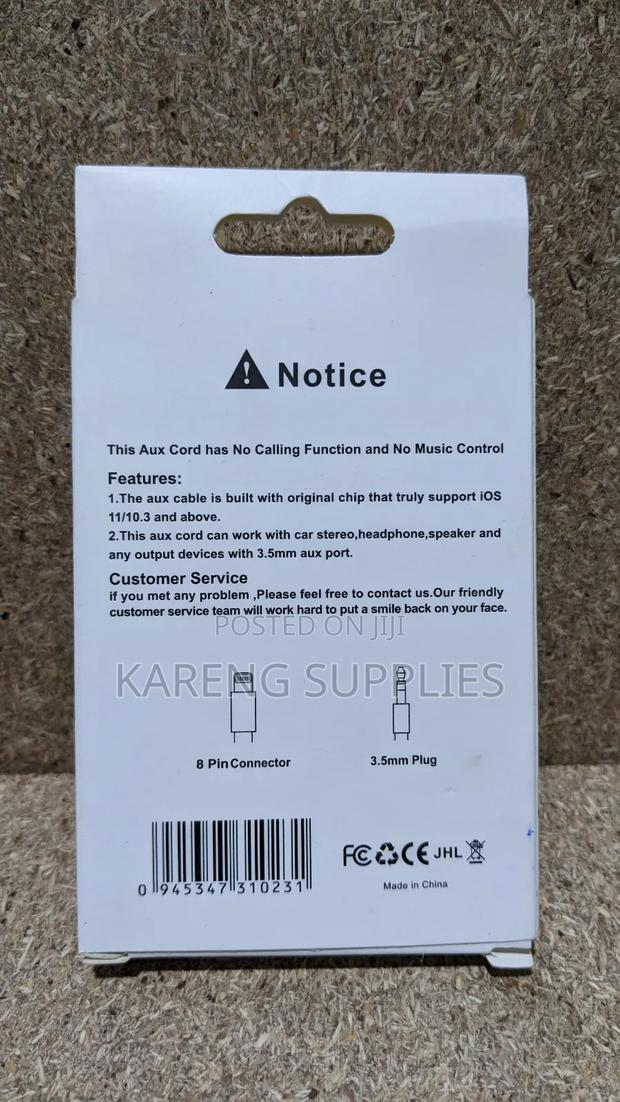 Notice
This Aux Cord has No Calling Function and No Music Control
Features:
1.The aux cable is built with original chip that truly support iOS
11/10.3 and above.
2.This aux cord can work with car stereo,headphone,speaker and
any output devices with 3.5mm aux port.
Customer Service
if you met any problem ,Please feel free to contact us.Our friendly
customer service team will work hard to put a smile back on your face.
POSTED ON JIJI
KARENG SUPPLIES
8 Pin Connector
3.5mm Plug
0 945347 310231
FC CE JHL
Made in China